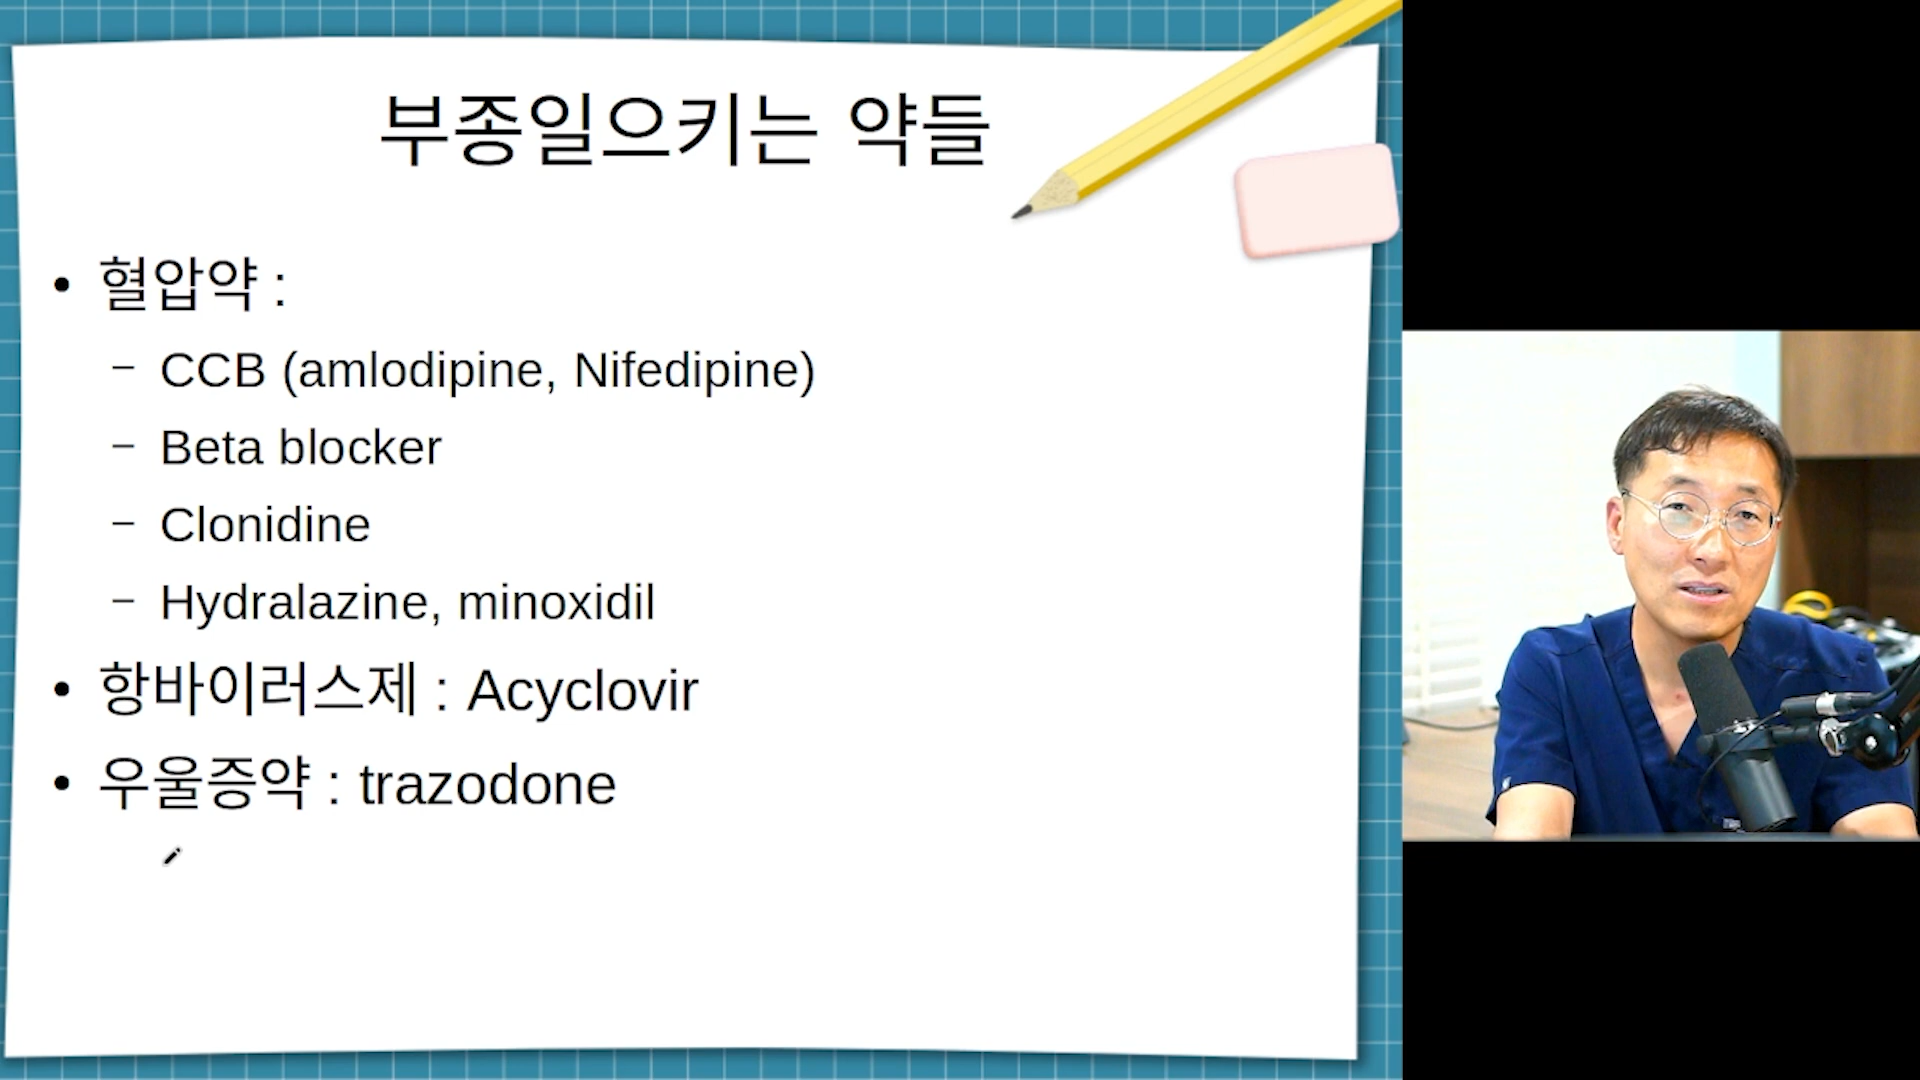 부종일으키는 약들
• 혈압약 :
– CCB (amlodipine, Nifedipine)
– Beta blocker
– Clonidine
– Hydralazine, minoxidil
• 항바이러스제 : Acyclovir
• 우울증약 : trazodone